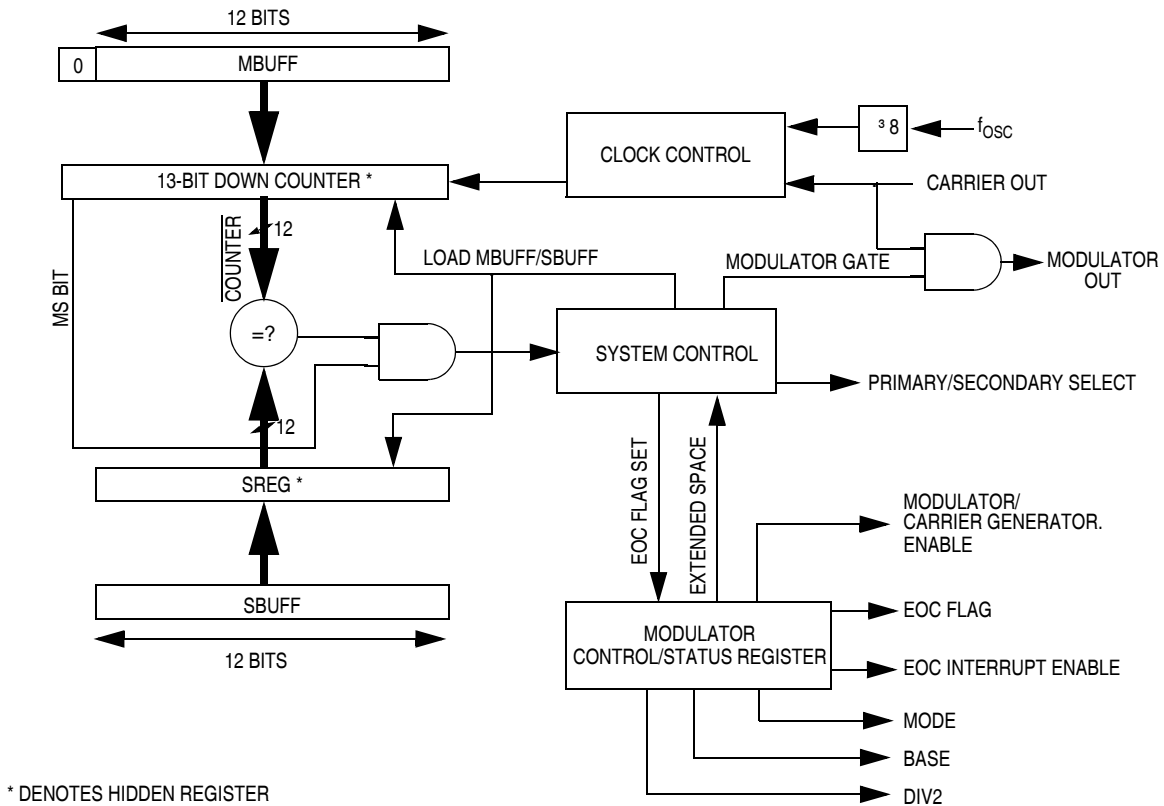 12 BITS
0
MBUFF
³ 8
fOSC
CLOCK CONTROL
13-BIT DOWN COUNTER *
CARRIER OUT
12
COUNTER
LOAD MBUFF/SBUFF
MODULATOR GATE
MODULATOR
OUT
MS BIT
=?
SYSTEM CONTROL
PRIMARY/SECONDARY SELECT
12
EOC FLAG SET
EXTENDED SPACE
SREG *
MODULATOR/
CARRIER GENERATOR.
ENABLE
SBUFF
EOC FLAG
MODULATOR
CONTROL/STATUS REGISTER
12 BITS
EOC INTERRUPT ENABLE
MODE
BASE
* DENOTES HIDDEN REGISTER
DIV2